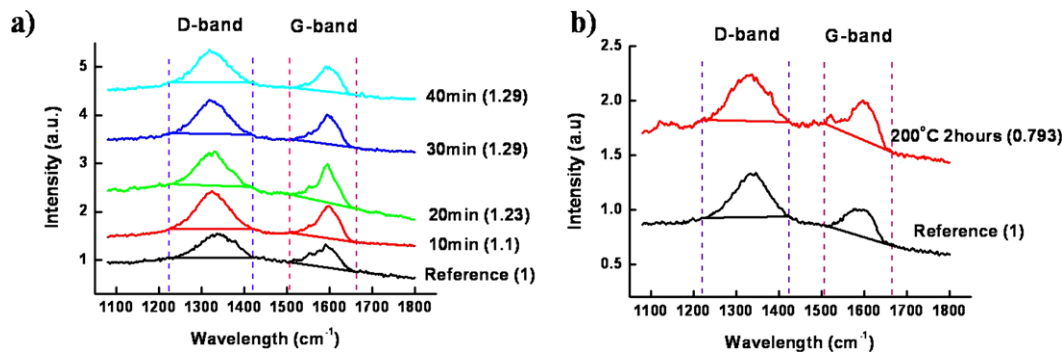 a)
D-band G-band
Intensity (a.u.)
5
4
3
2
1
40min (1.29)
30min (1.29)
20min (1.23)
10min (1.1)
Reference (1)
1100 1200 1300 1400 1500 1600 1700 1800
Wavelength (cm⁻¹)
b)
D-band G-band
Intensity (a.u)
2.5
2.0
1.5
1.0
0.5
200°C 2hours (0.793)
Reference (1)
1100 1200 1300 1400 1500 1600 1700 1800
Wavelength (cm⁻¹)